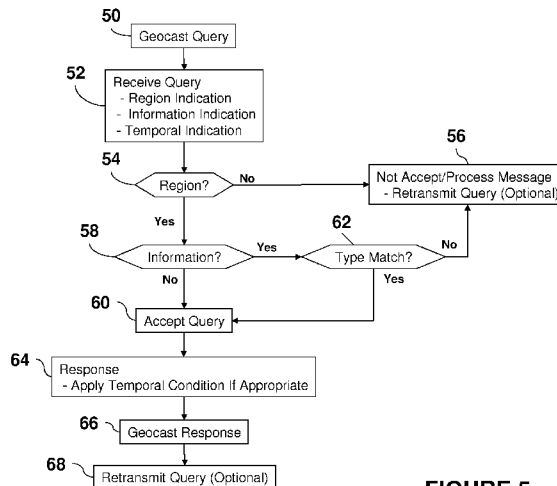 50
Geocast Query
52
Receive Query
- Region Indication
- Information Indication
- Temporal Indication
54
Region?
No
56
Not Accept/Process Message
- Retransmit Query (Optional)
Yes
58
Information?
Yes
62
Type Match?
No
No
Yes
60
Accept Query
64
Response
- Apply Temporal Condition If Appropriate
66
Geocast Response
68
Retransmit Query (Optional)
FIGURE 5